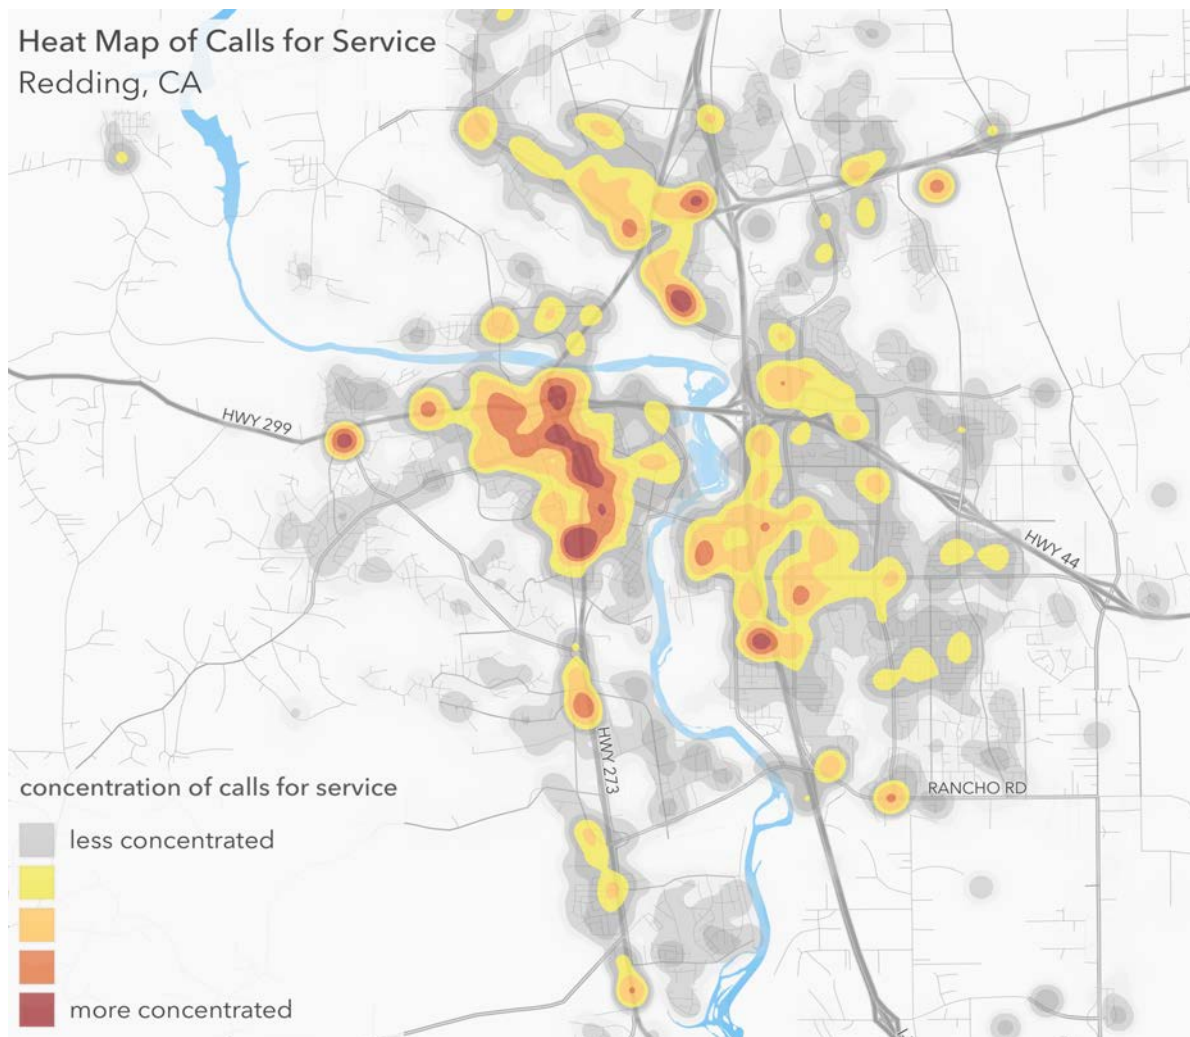 Heat Map of Calls for Service
Redding, CA
HWY 299
HWY 44
HWY 273
RANCHO RD
concentration of calls for service
less concentrated
more concentrated